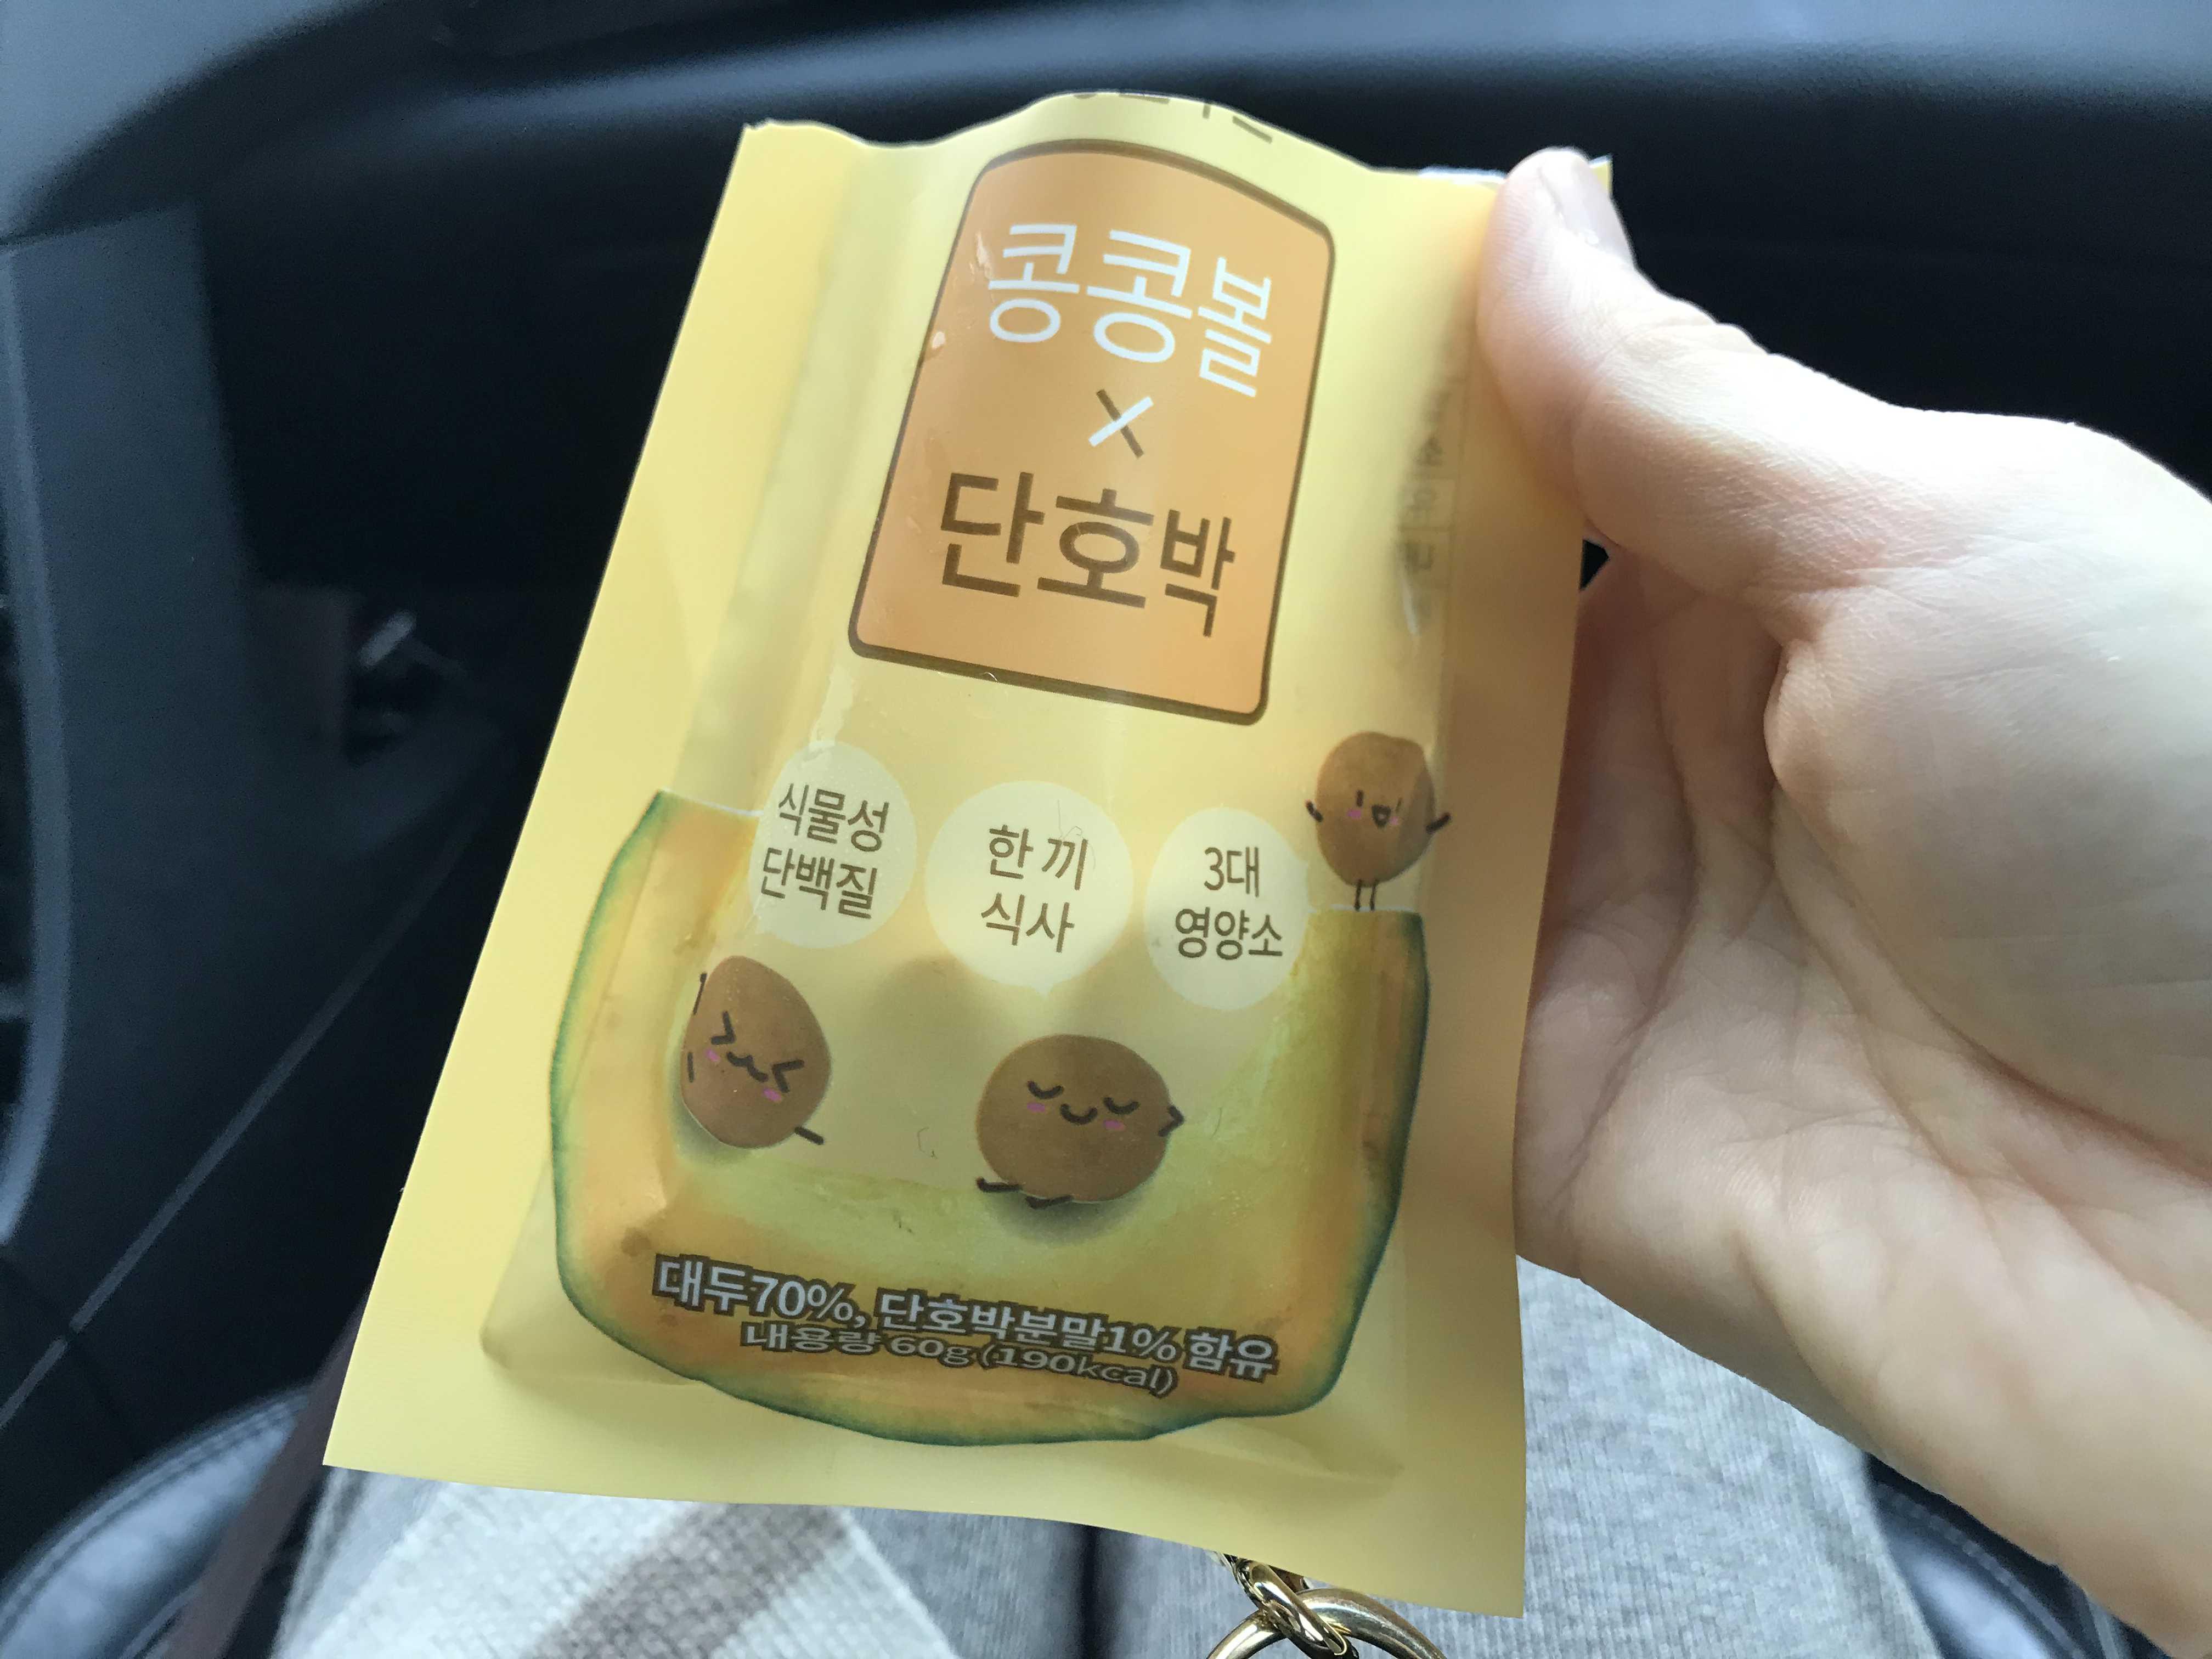 콩콩볼
×
단호박
식물성
단백질
한 끼
식사
3대
영양소
대두70%, 단호박분말1% 함유
내용량 60g (190kcal)